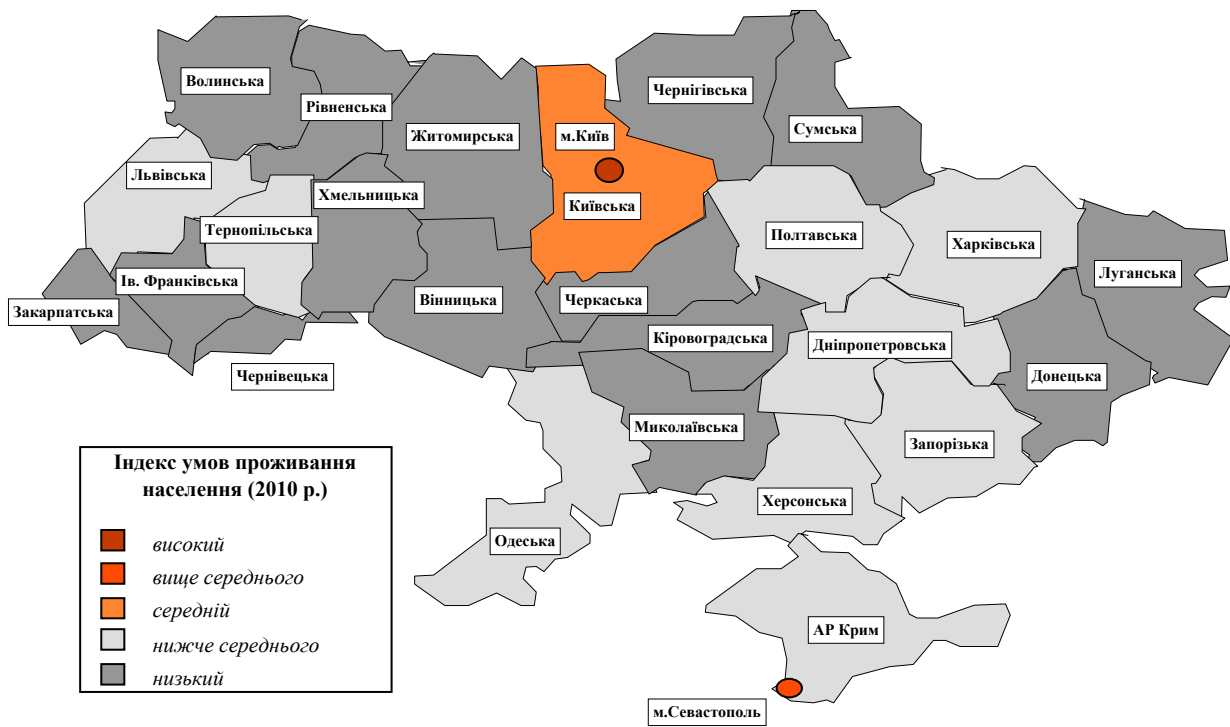 Волинська
Рівненська
Житомирська
м.Київ
Чернігівська
Сумська
Львівська
Хмельницька
Київська
Тернопільська
Полтавська
Харківська
Ів. Франківська
Вінницька
Черкаська
Луганська
Закарпатська
Кіровоградська
Дніпропетровська
Чернівецька
Донецька
Миколаївська
Запорізька
Херсонська
Одеська
АР Крим
м.Севастополь
Індекс умов проживання
населення (2010 р.)
високий
вище середнього
середній
нижче середнього
низький